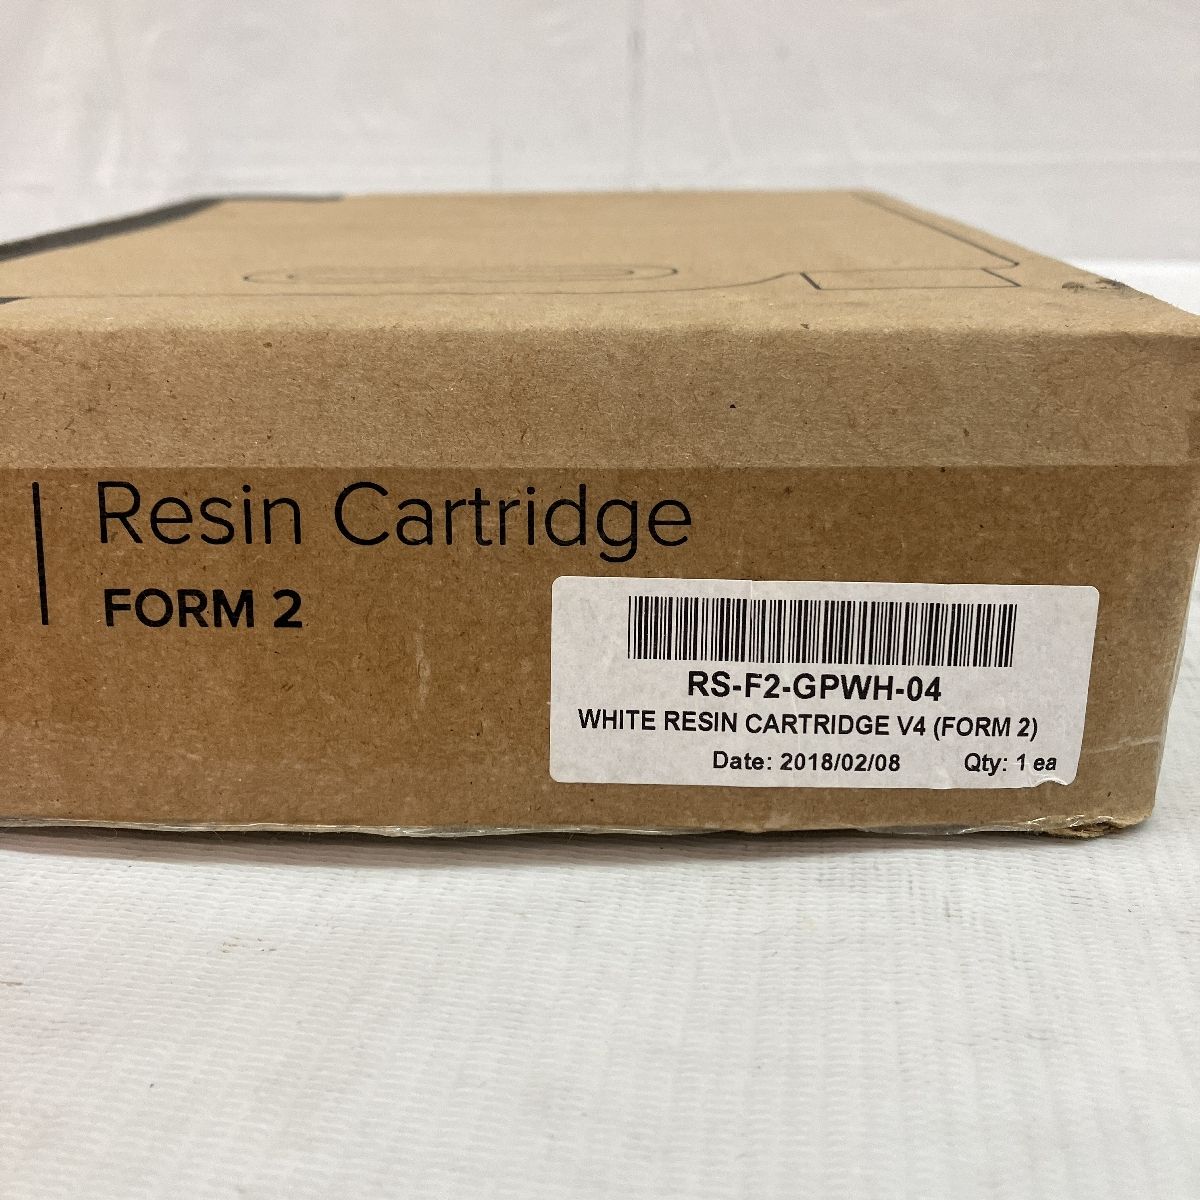 Resin Cartridge
FORM 2
RS-F2-GPWH-04
WHITE RESIN CARTRIDGE V4 (FORM 2)
Date: 2018/02/08 Qty: 1 ea